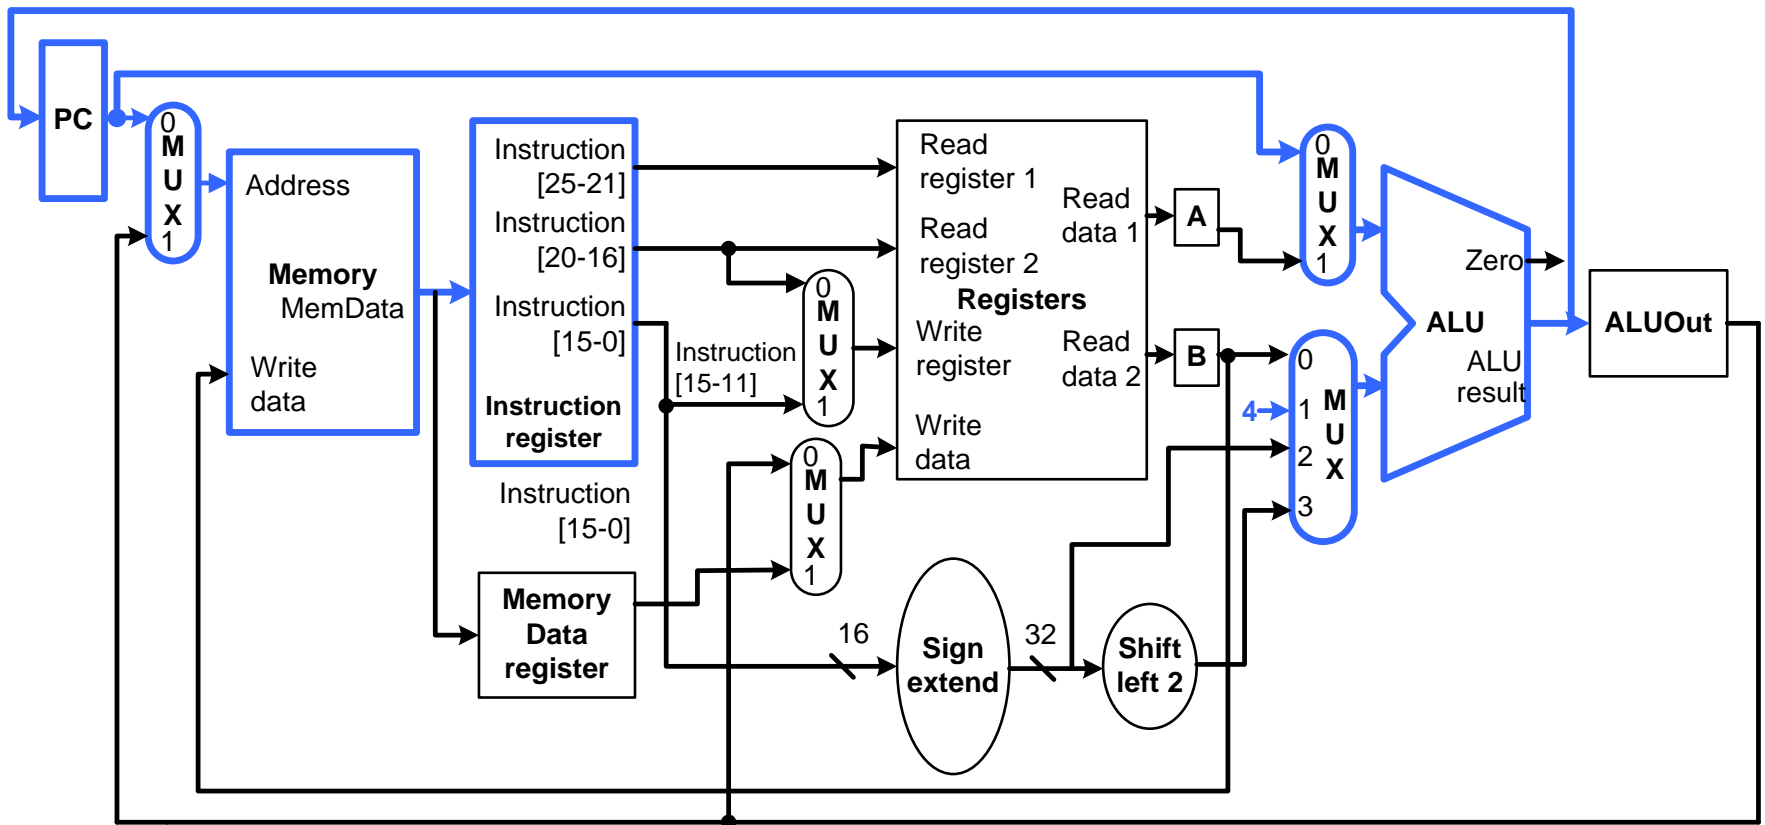 PC
0
M
U
X
1
Address
Memory
MemData
Write
data
Instruction
[25-21]
Instruction
[20-16]
Instruction
[15-0]
Instruction
register
Instruction
[15-0]
Memory
Data
register
Instruction
[15-11]
0
M
U
X
1
0
M
U
X
1
Read
register 1
Read
register 2
Registers
Write
register
Write
data
Read
data 1
Read
data 2
16
Sign
extend
32
Shift
left 2
A
B
4
0
M
U
X
1
0
1
2
3
M
U
X
Zero
ALU
ALU
result
ALUOut